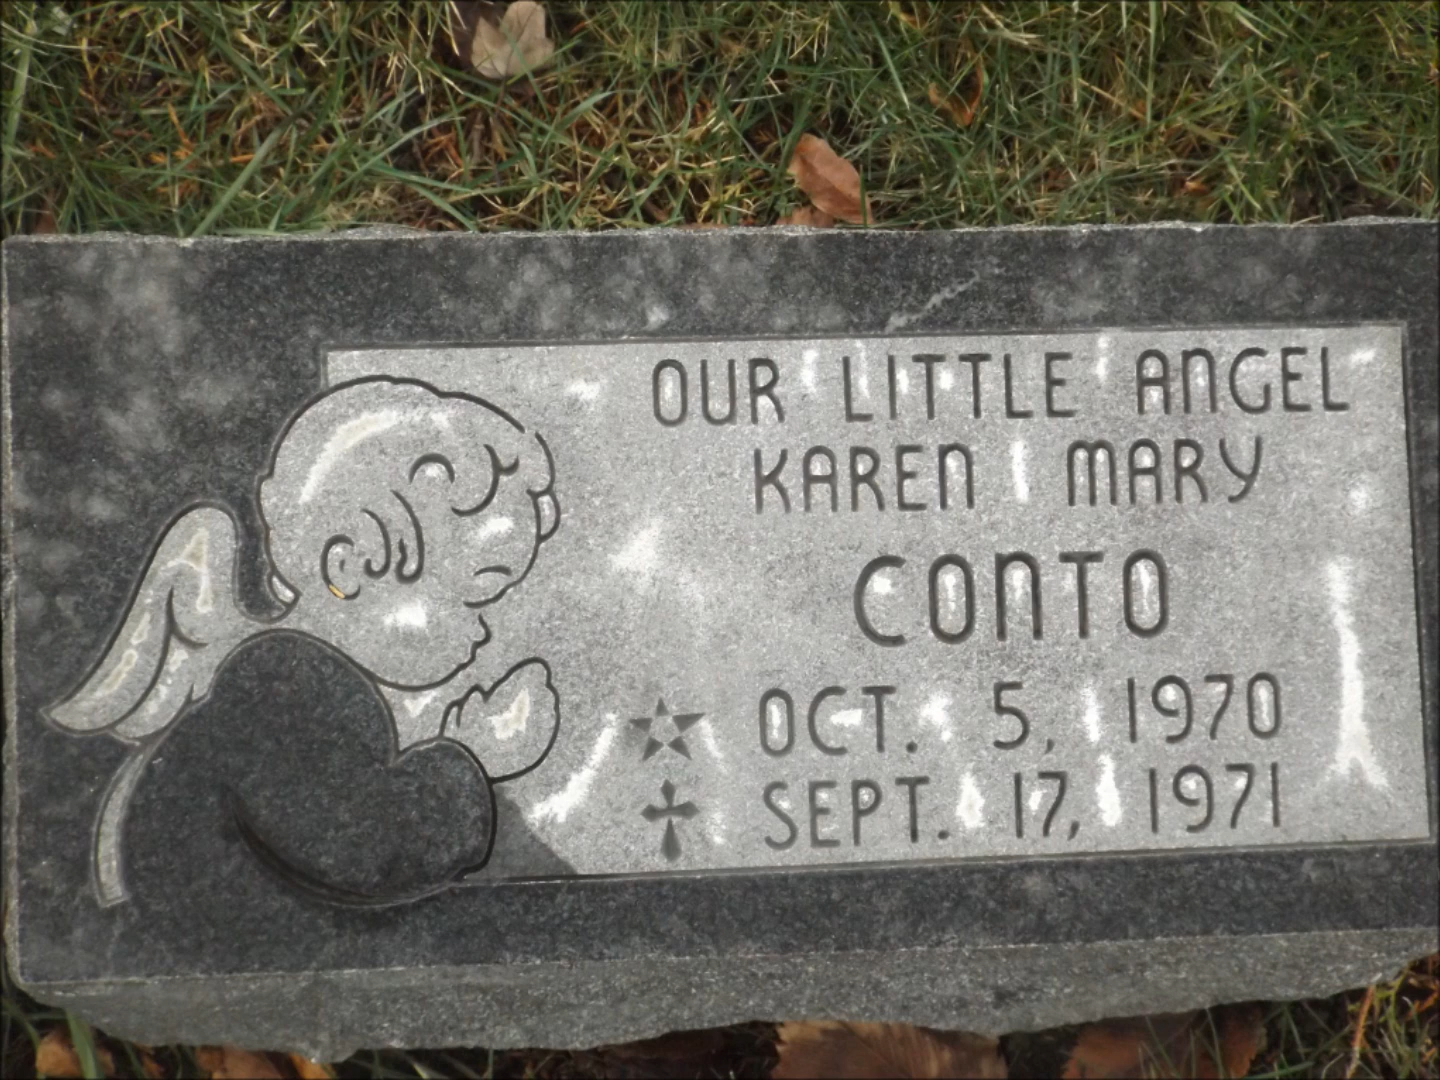 OUR LITTLE ANGEL
KAREN MARY
CONTO
OCT. 5, 1970
SEPT. 17, 1971